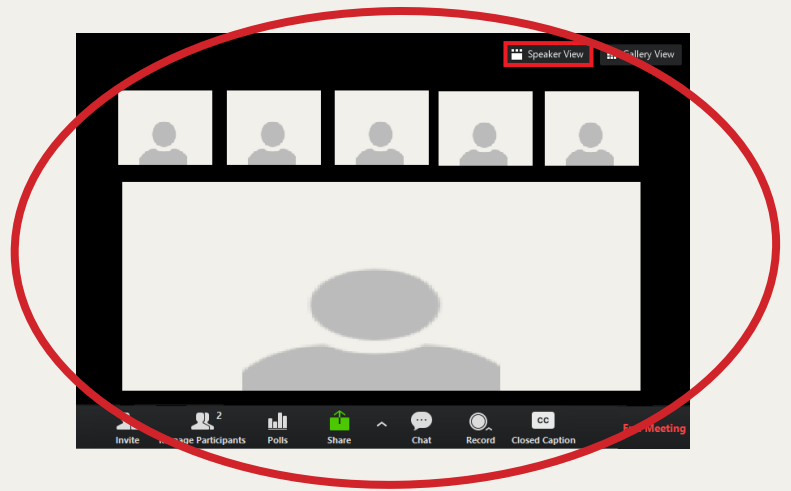 Speaker View Gallery View
2
Invite Manage Participants Polls Share Chat Record CC Closed Caption End Meeting